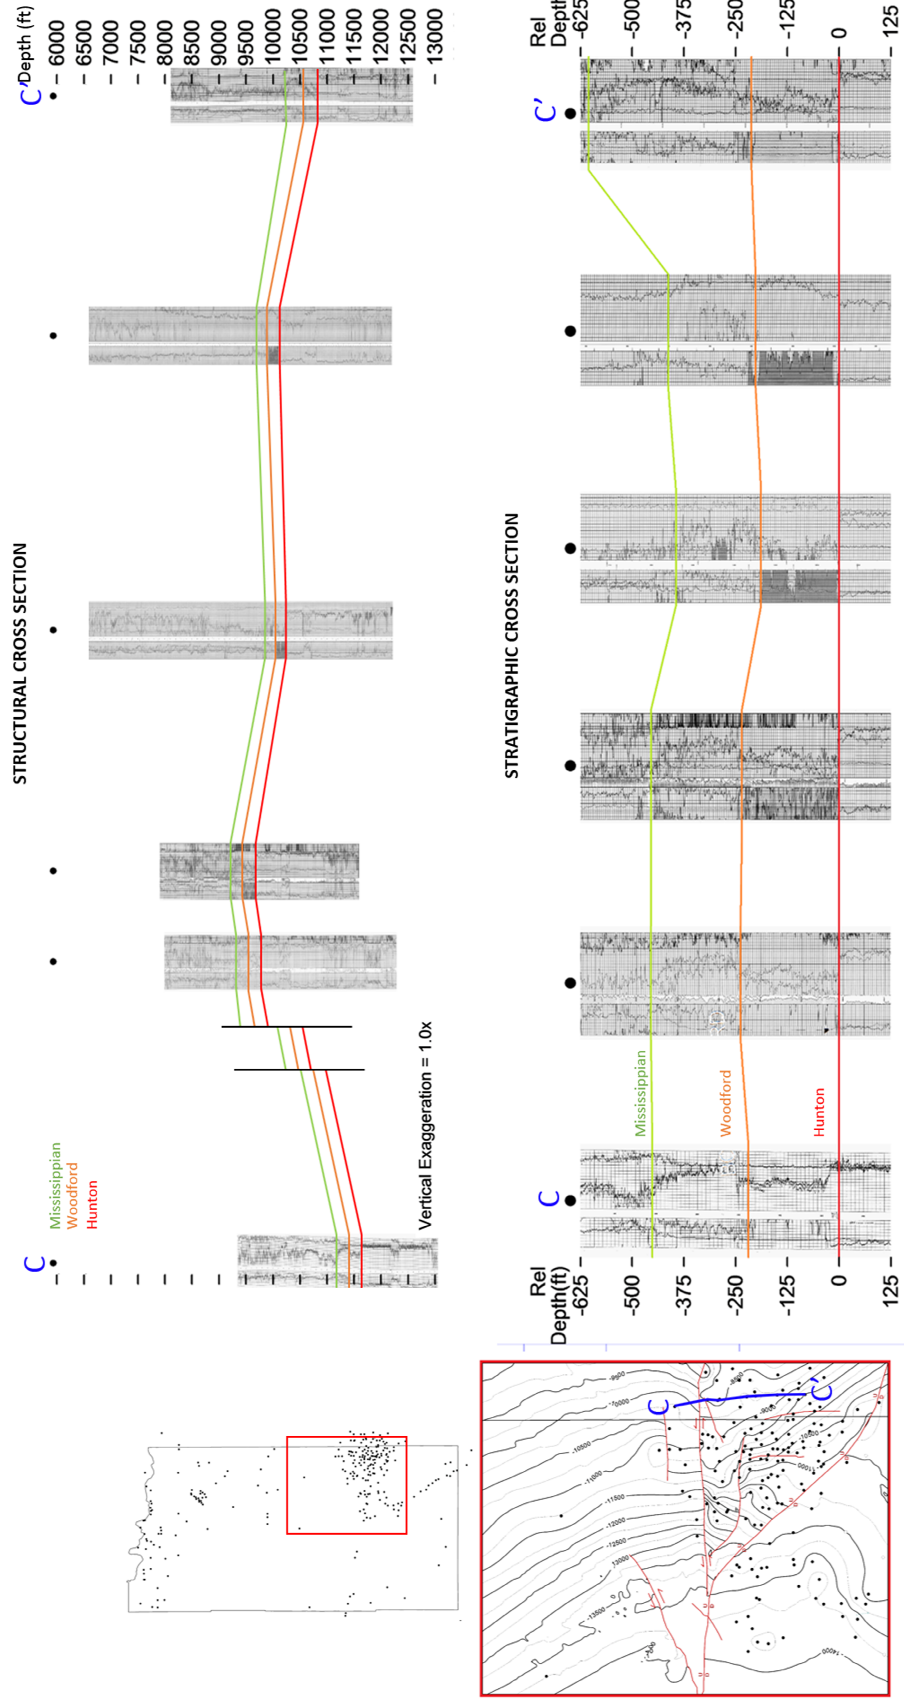 STRUCTURAL CROSS SECTION
C
C'
Depth (ft)
6000
6500
7000
7500
8000
8500
9000
9500
10000
10500
11000
11500
12000
12500
13000
Mississippian
Woodford
Hunton
Vertical Exaggeration = 1.0x
STRATIGRAPHIC CROSS SECTION
C
C'
Rel
Depth(ft)
-625
-500
-375
-250
-125
0
125
Rel
Depth
-625
-500
-375
-250
-125
0
125
Mississippian
Woodford
Hunton
C
C'
-9000
-10500
-11000
-11500
-12000
-12500
-13000
-13500
-14000
-10000